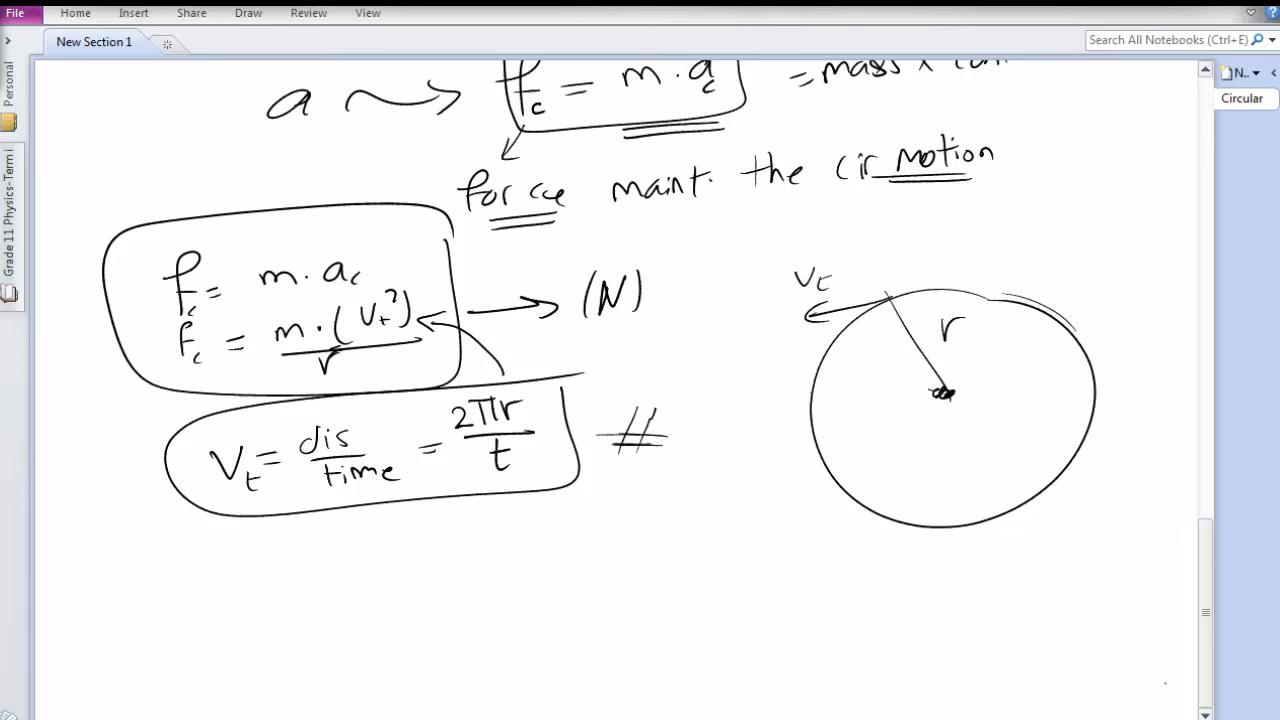 File Home Insert Share Draw Review View
New Section 1
Search All Notebooks (Ctrl+E)
N..
Circular
Personal
Grade 11 Physics-Term i
a → Fc = m · ac = mass x
force maint. the cir motion
Fc = m · ac
Fc = m · (Vt²) / r → (N)
Vt = dis / time = 2πr / t
Vt
r